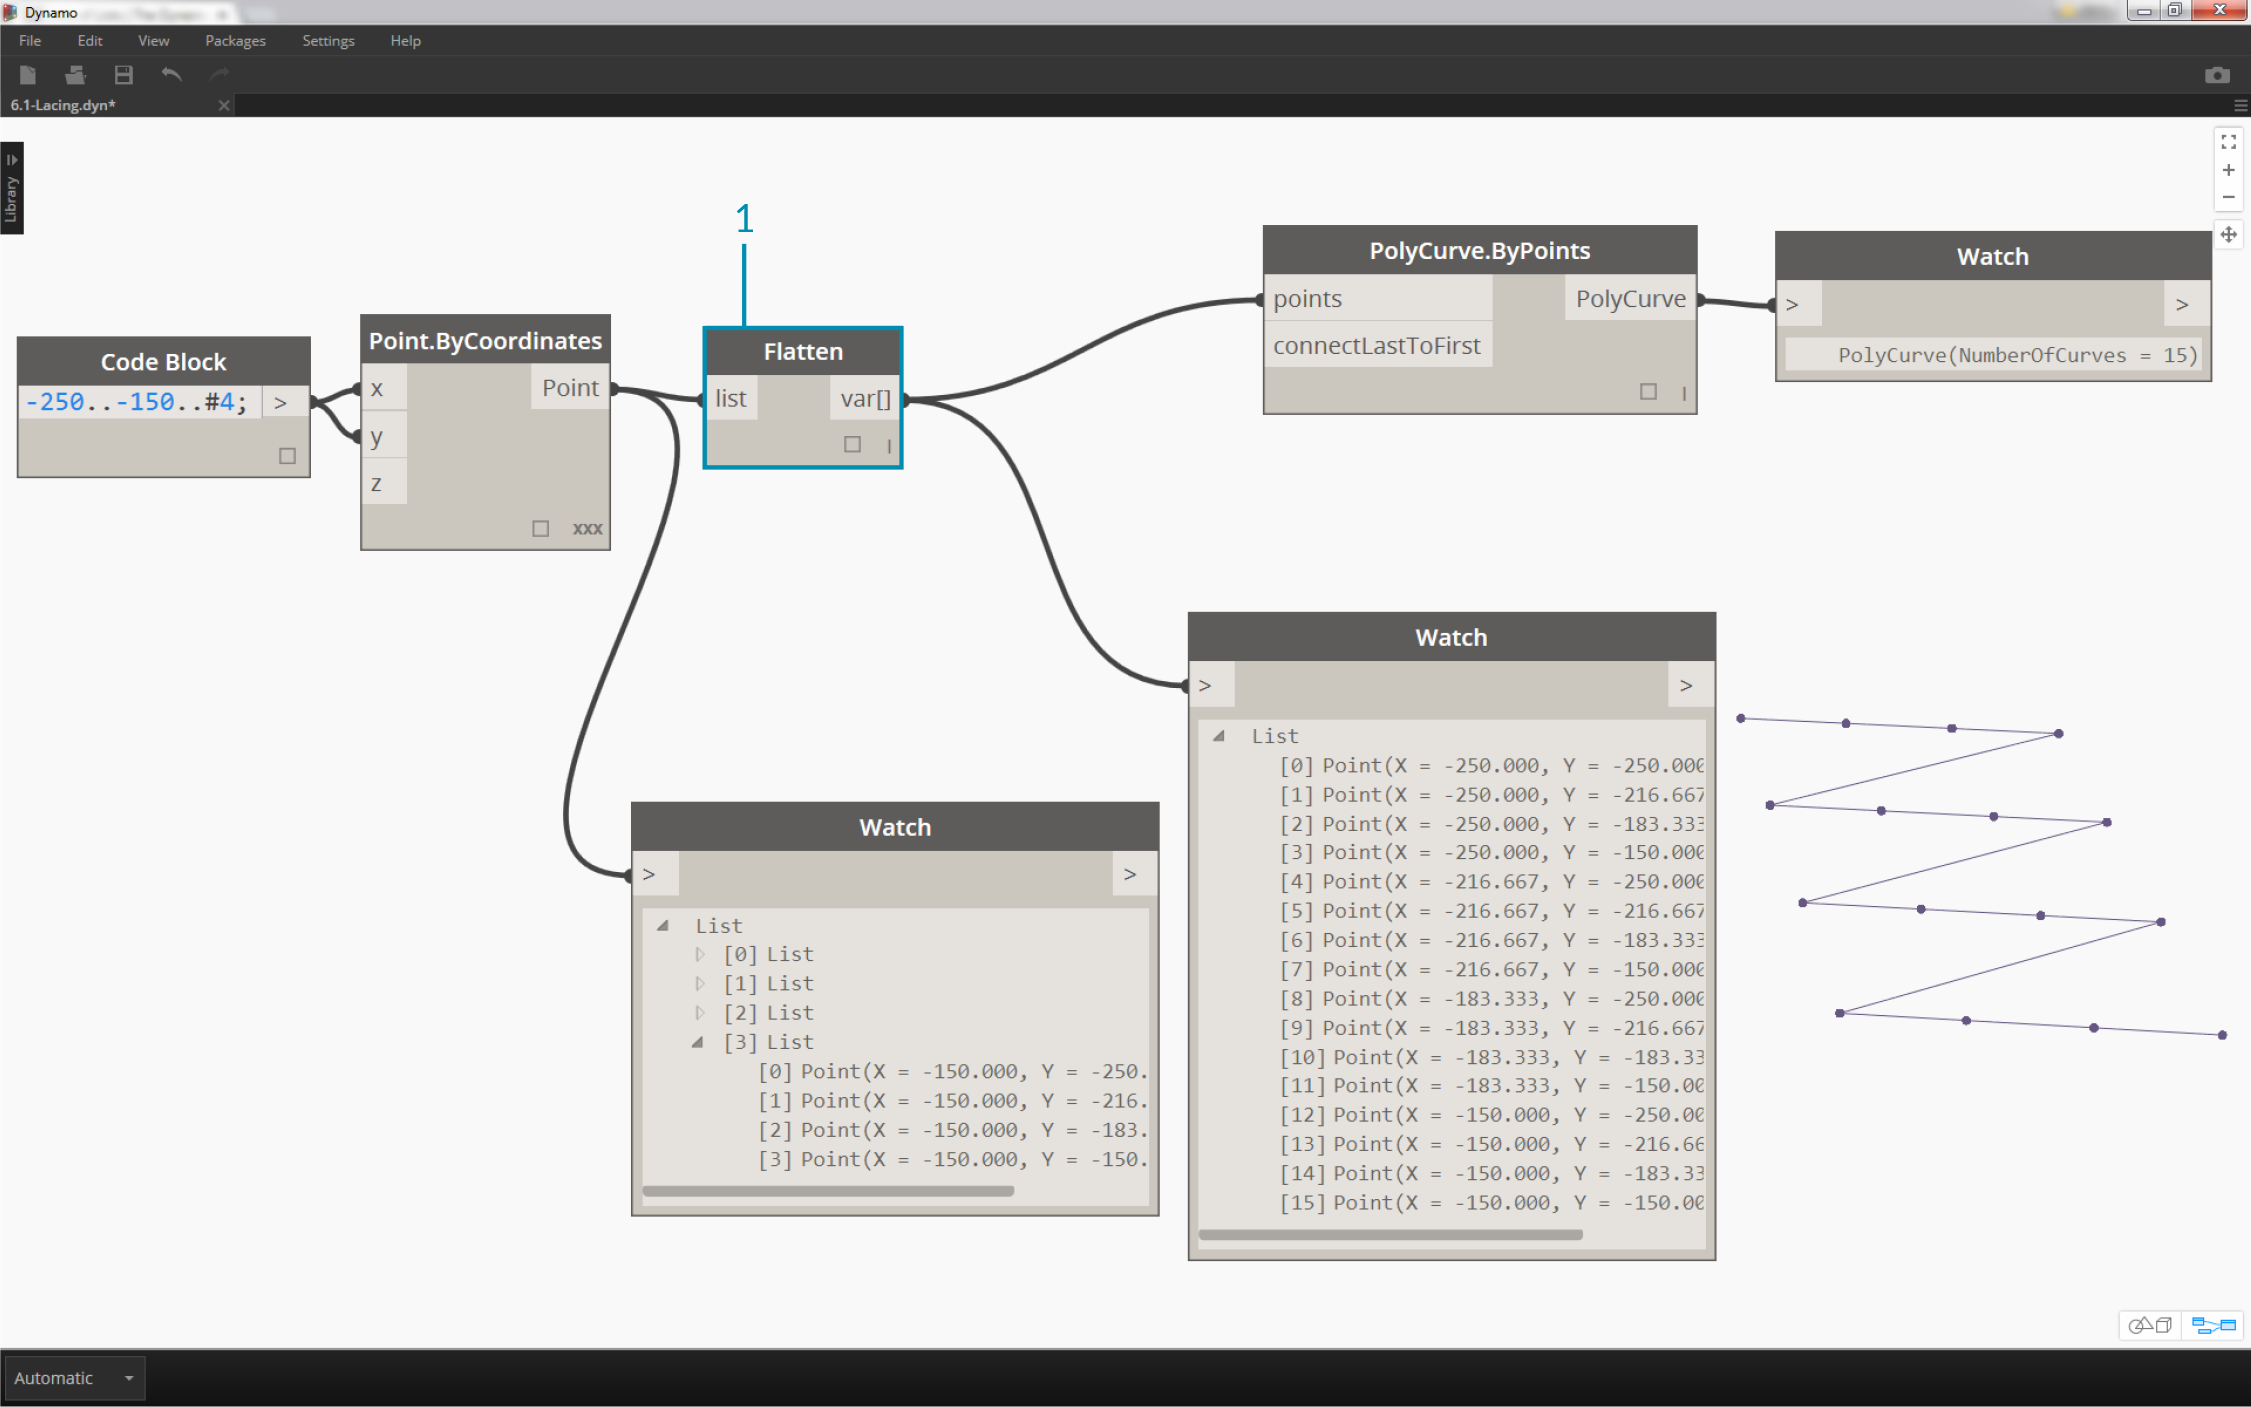 Dynamo
File Edit View Packages Settings Help
6.1-Lacing.dyn*
Library
1
Code Block
-250..-150..#4; >
Point.ByCoordinates
x Point
y
z
xxx
Flatten
list var[]
I
PolyCurve.ByPoints
points PolyCurve
connectLastToFirst
I
Watch
> >
PolyCurve(NumberOfCurves = 15)
Watch
> >
List
[0] List
[1] List
[2] List
[3] List
[0] Point(X = -150.000, Y = -250.
[1] Point(X = -150.000, Y = -216.
[2] Point(X = -150.000, Y = -183.
[3] Point(X = -150.000, Y = -150.
Watch
> >
List
[0] Point(X = -250.000, Y = -250.000
[1] Point(X = -250.000, Y = -216.667
[2] Point(X = -250.000, Y = -183.333
[3] Point(X = -250.000, Y = -150.000
[4] Point(X = -216.667, Y = -250.000
[5] Point(X = -216.667, Y = -216.667
[6] Point(X = -216.667, Y = -183.333
[7] Point(X = -216.667, Y = -150.000
[8] Point(X = -183.333, Y = -250.000
[9] Point(X = -183.333, Y = -216.667
[10] Point(X = -183.333, Y = -183.33
[11] Point(X = -183.333, Y = -150.00
[12] Point(X = -150.000, Y = -250.00
[13] Point(X = -150.000, Y = -216.66
[14] Point(X = -150.000, Y = -183.33
[15] Point(X = -150.000, Y = -150.00
Automatic